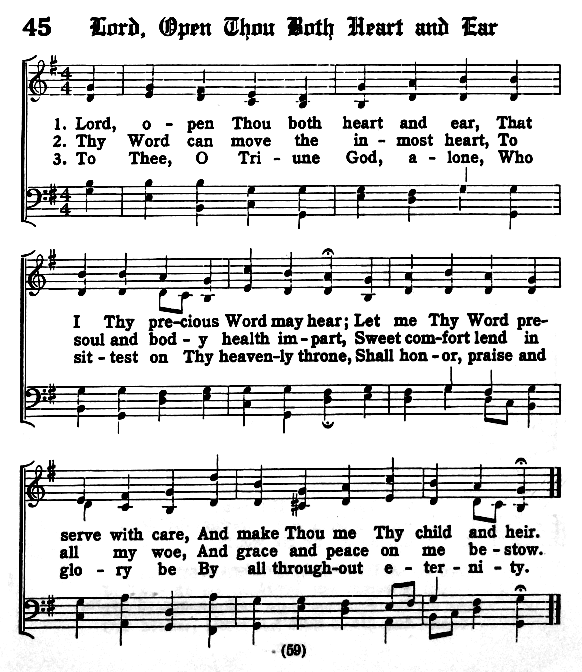 45 Lord, Open Thou Both Heart and Ear
4 4
1. Lord, o - pen Thou both heart and ear, That
2. Thy Word can move the in - most heart, To
3. To Thee, O Tri - une God, a - lone, Who
4 4
I Thy pre-cious Word may hear; Let me Thy Word pre-
soul and bod - y health im - part, Sweet com-fort lend in
sit - test on Thy heaven-ly throne, Shall hon - or, praise and
serve with care, And make Thou me Thy child and heir.
all my woe, And grace and peace on me be - stow.
glo - ry be By all through-out e - ter - ni - ty.
(59)